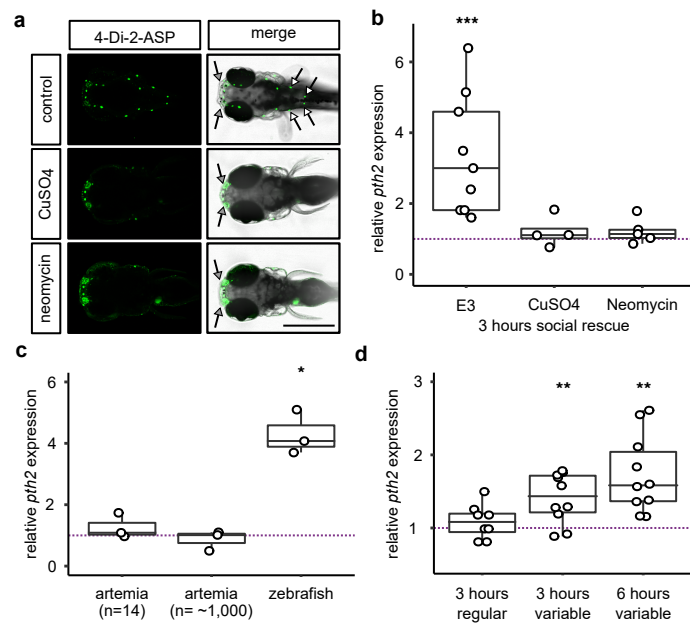 a
4-Di-2-ASP
merge
control
CuSO4
neomycin
b
relative pth2 expression
6
4
2
0
***
E3
CuSO4
Neomycin
3 hours social rescue
c
relative pth2 expression
6
4
2
0
*
artemia
(n=14)
artemia
(n= ~1,000)
zebrafish
d
relative pth2 expression
3
2
1
**
**
3 hours
regular
3 hours
variable
6 hours
variable